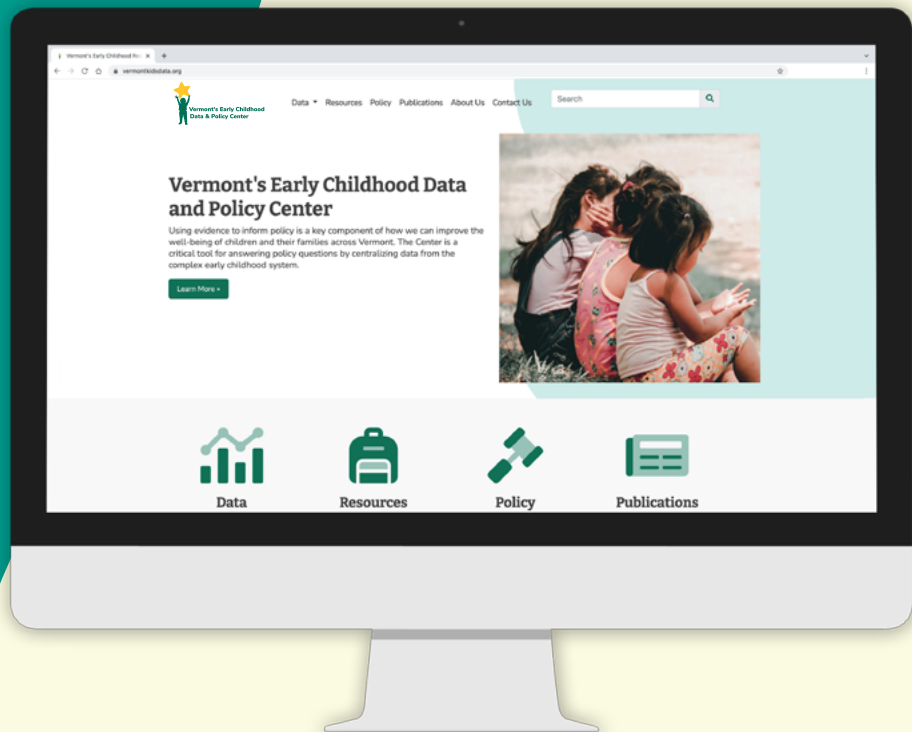 Vermont's Early Childhood
vermontkidsdata.org
Vermont's Early Childhood
Data & Policy Center
Data Resources Policy Publications About Us Contact Us
Search
Vermont's Early Childhood Data
and Policy Center
Using evidence to inform policy is a key component of how we can improve the
well-being of children and their families across Vermont. The Center is a
critical tool for answering policy questions by centralizing data from the
complex early childhood system.
Learn More »
Data
Resources
Policy
Publications